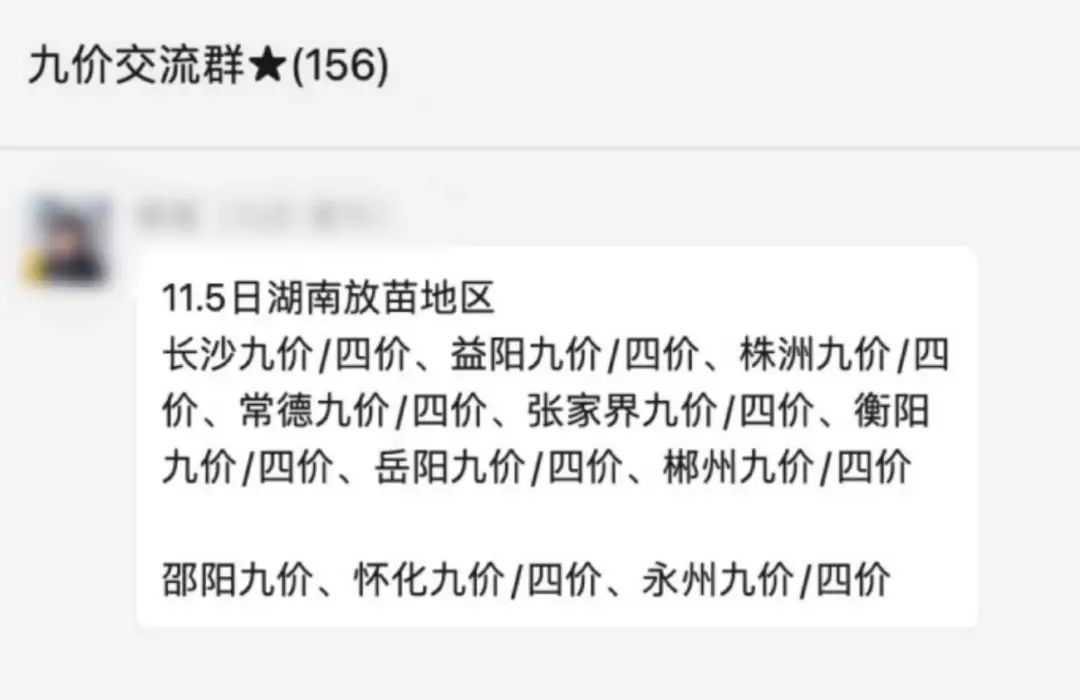 九价交流群★(156)
11.5日湖南放苗地区
长沙九价/四价、益阳九价/四价、株洲九价/四
价、常德九价/四价、张家界九价/四价、衡阳
九价/四价、岳阳九价/四价、郴州九价/四价
邵阳九价、怀化九价/四价、永州九价/四价